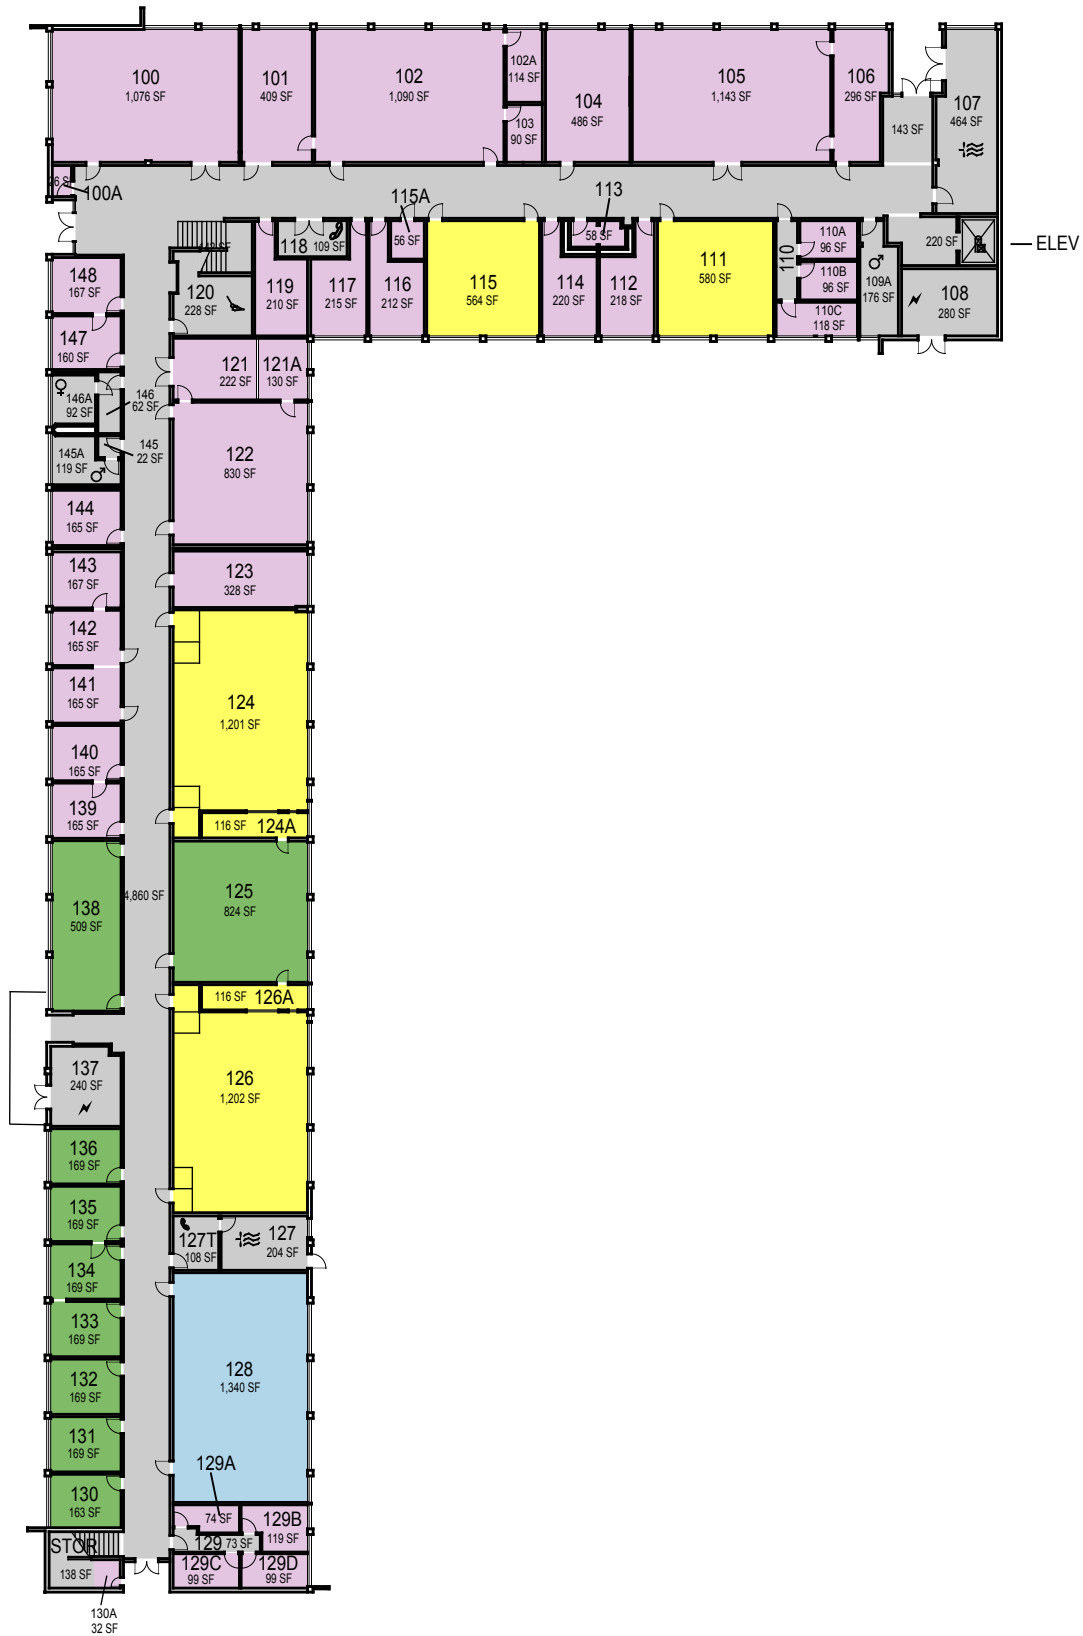 100
1,076 SF
101
409 SF
102
1,090 SF
102A
114 SF
103
90 SF
104
486 SF
105
1,143 SF
106
296 SF
143 SF
107
464 SF
100A
115A
113
56 SF
58 SF
118
109 SF
119
210 SF
117
215 SF
116
212 SF
115
564 SF
114
220 SF
112
218 SF
111
580 SF
110
110A
96 SF
110B
96 SF
110C
118 SF
109A
176 SF
220 SF
ELEV
108
280 SF
120
228 SF
148
167 SF
147
160 SF
146A
92 SF
146
62 SF
145A
119 SF
145
22 SF
121
222 SF
121A
130 SF
122
830 SF
144
165 SF
143
167 SF
123
328 SF
142
165 SF
141
165 SF
124
1,201 SF
140
165 SF
139
165 SF
116 SF
124A
138
509 SF
4,860 SF
125
824 SF
116 SF
126A
137
240 SF
126
1,202 SF
136
169 SF
135
169 SF
134
169 SF
127T
108 SF
127
204 SF
133
169 SF
132
169 SF
131
169 SF
130
163 SF
128
1,340 SF
129A
74 SF
129B
119 SF
129
73 SF
129C
99 SF
129D
99 SF
STOR
138 SF
130A
32 SF